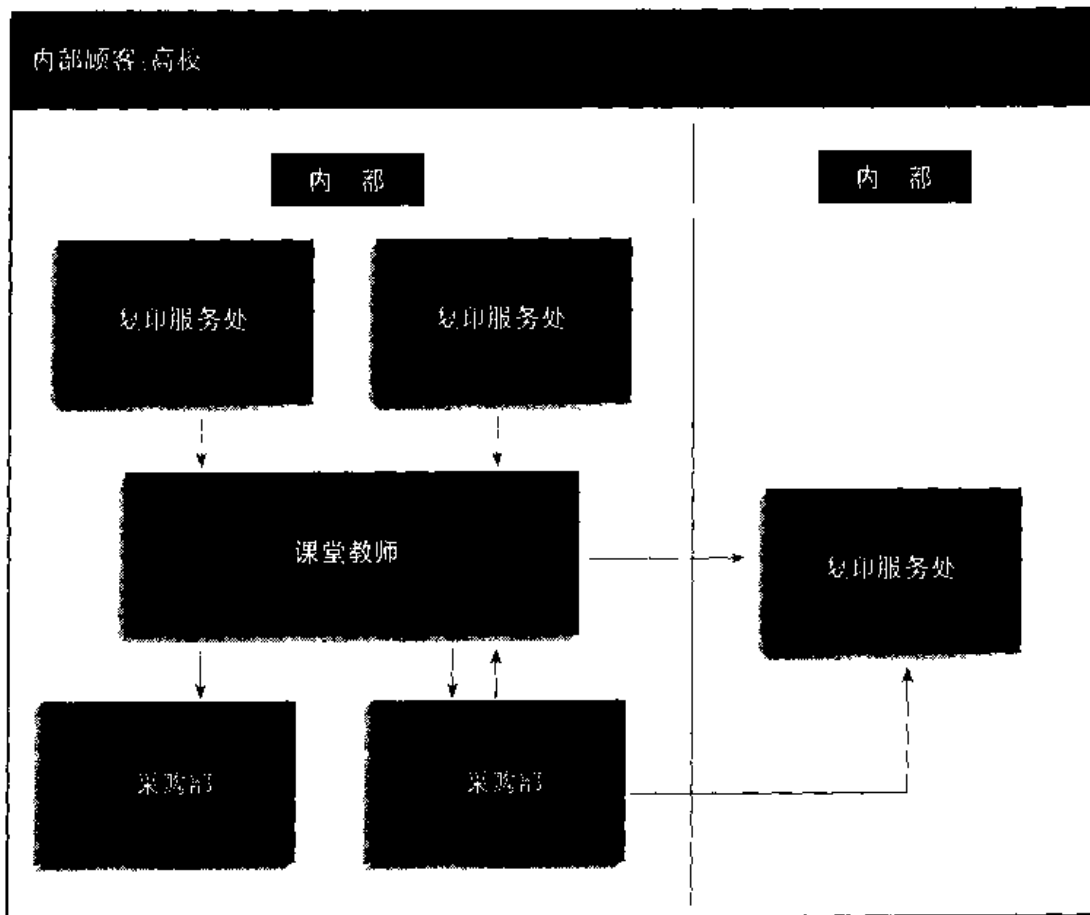 内部顾客:高校
内 部
内 部
复印服务处
复印服务处
课堂教师
复印服务处
采购部
采购部